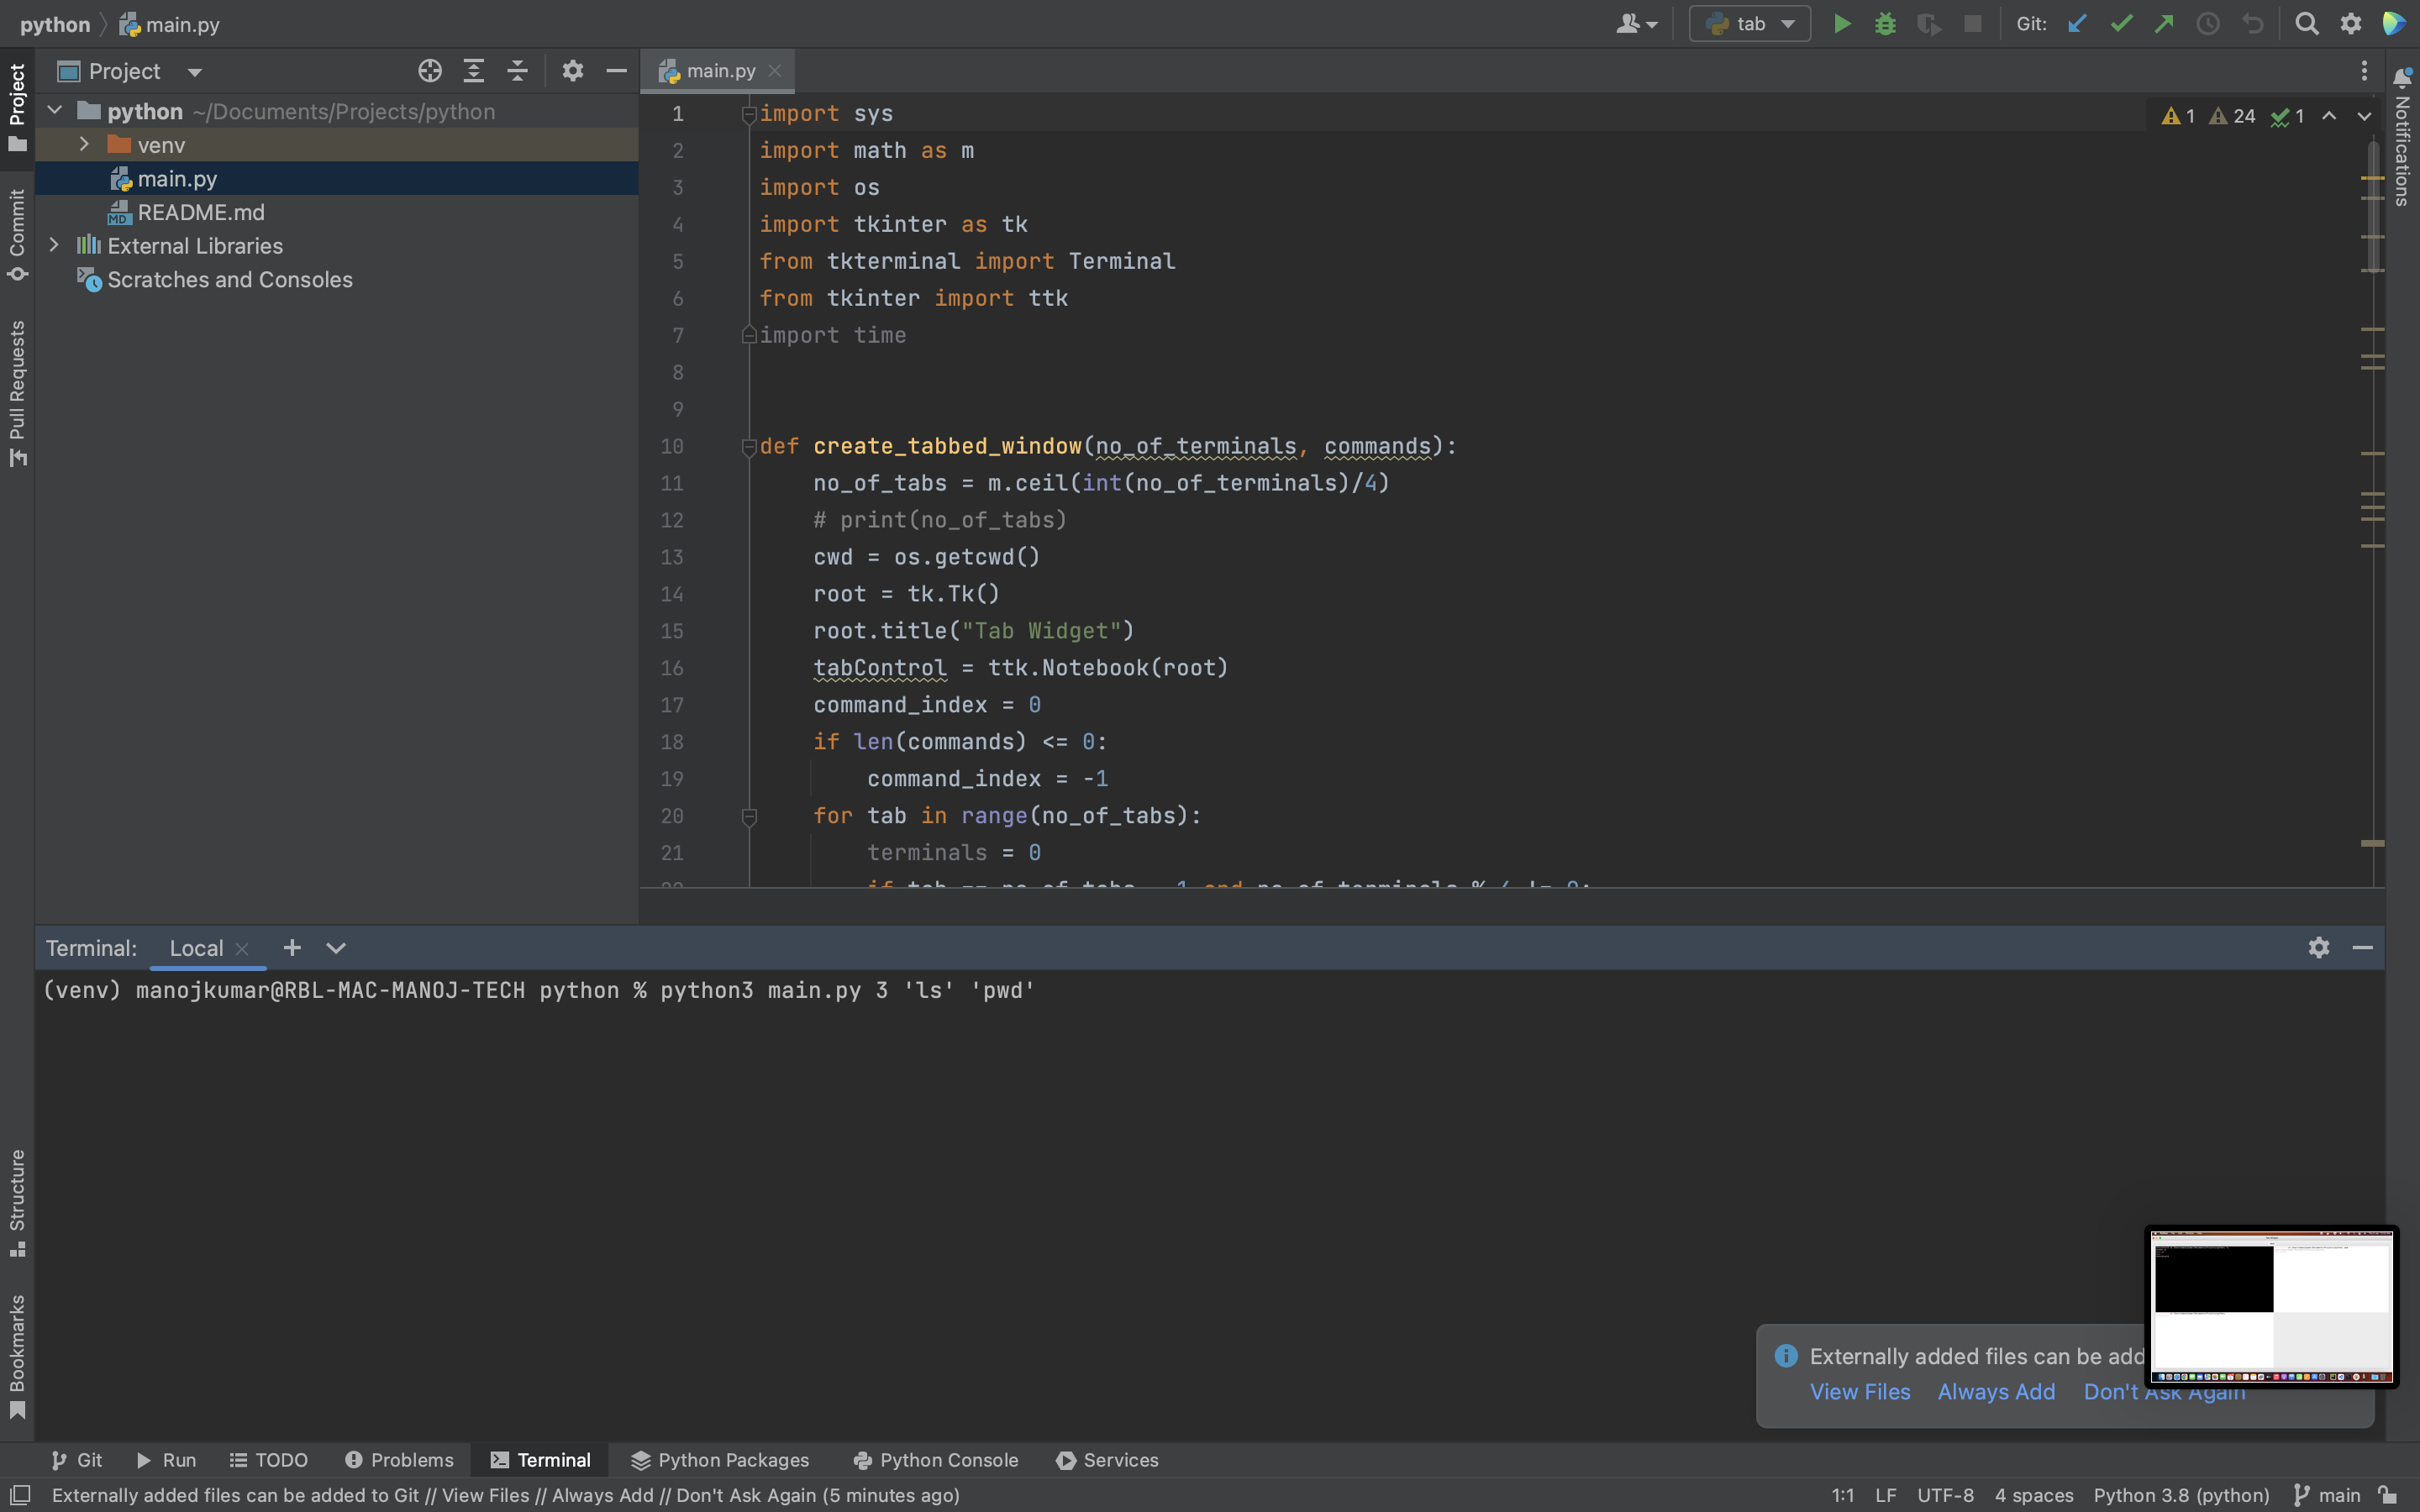 python main.py
tab
Git:
Project
main.py
1 24 1
Project
Commit
Pull Requests
Structure
Bookmarks
Notifications
python ~/Documents/Projects/python
venv
main.py
README.md
External Libraries
Scratches and Consoles
1 import sys
2 import math as m
3 import os
4 import tkinter as tk
5 from tkterminal import Terminal
6 from tkinter import ttk
7 import time
8
9
10 def create_tabbed_window(no_of_terminals, commands):
11 no_of_tabs = m.ceil(int(no_of_terminals)/4)
12 # print(no_of_tabs)
13 cwd = os.getcwd()
14 root = tk.Tk()
15 root.title("Tab Widget")
16 tabControl = ttk.Notebook(root)
17 command_index = 0
18 if len(commands) <= 0:
19 command_index = -1
20 for tab in range(no_of_tabs):
21 terminals = 0
Terminal: Local
(venv) manojkumar@RBL-MAC-MANOJ-TECH python % python3 main.py 3 'ls' 'pwd'
Externally added files can be add
View Files Always Add Don't Ask Again
Git Run TODO Problems Terminal Python Packages Python Console Services
Externally added files can be added to Git // View Files // Always Add // Don't Ask Again (5 minutes ago)
1:1 LF UTF-8 4 spaces Python 3.8 (python) main